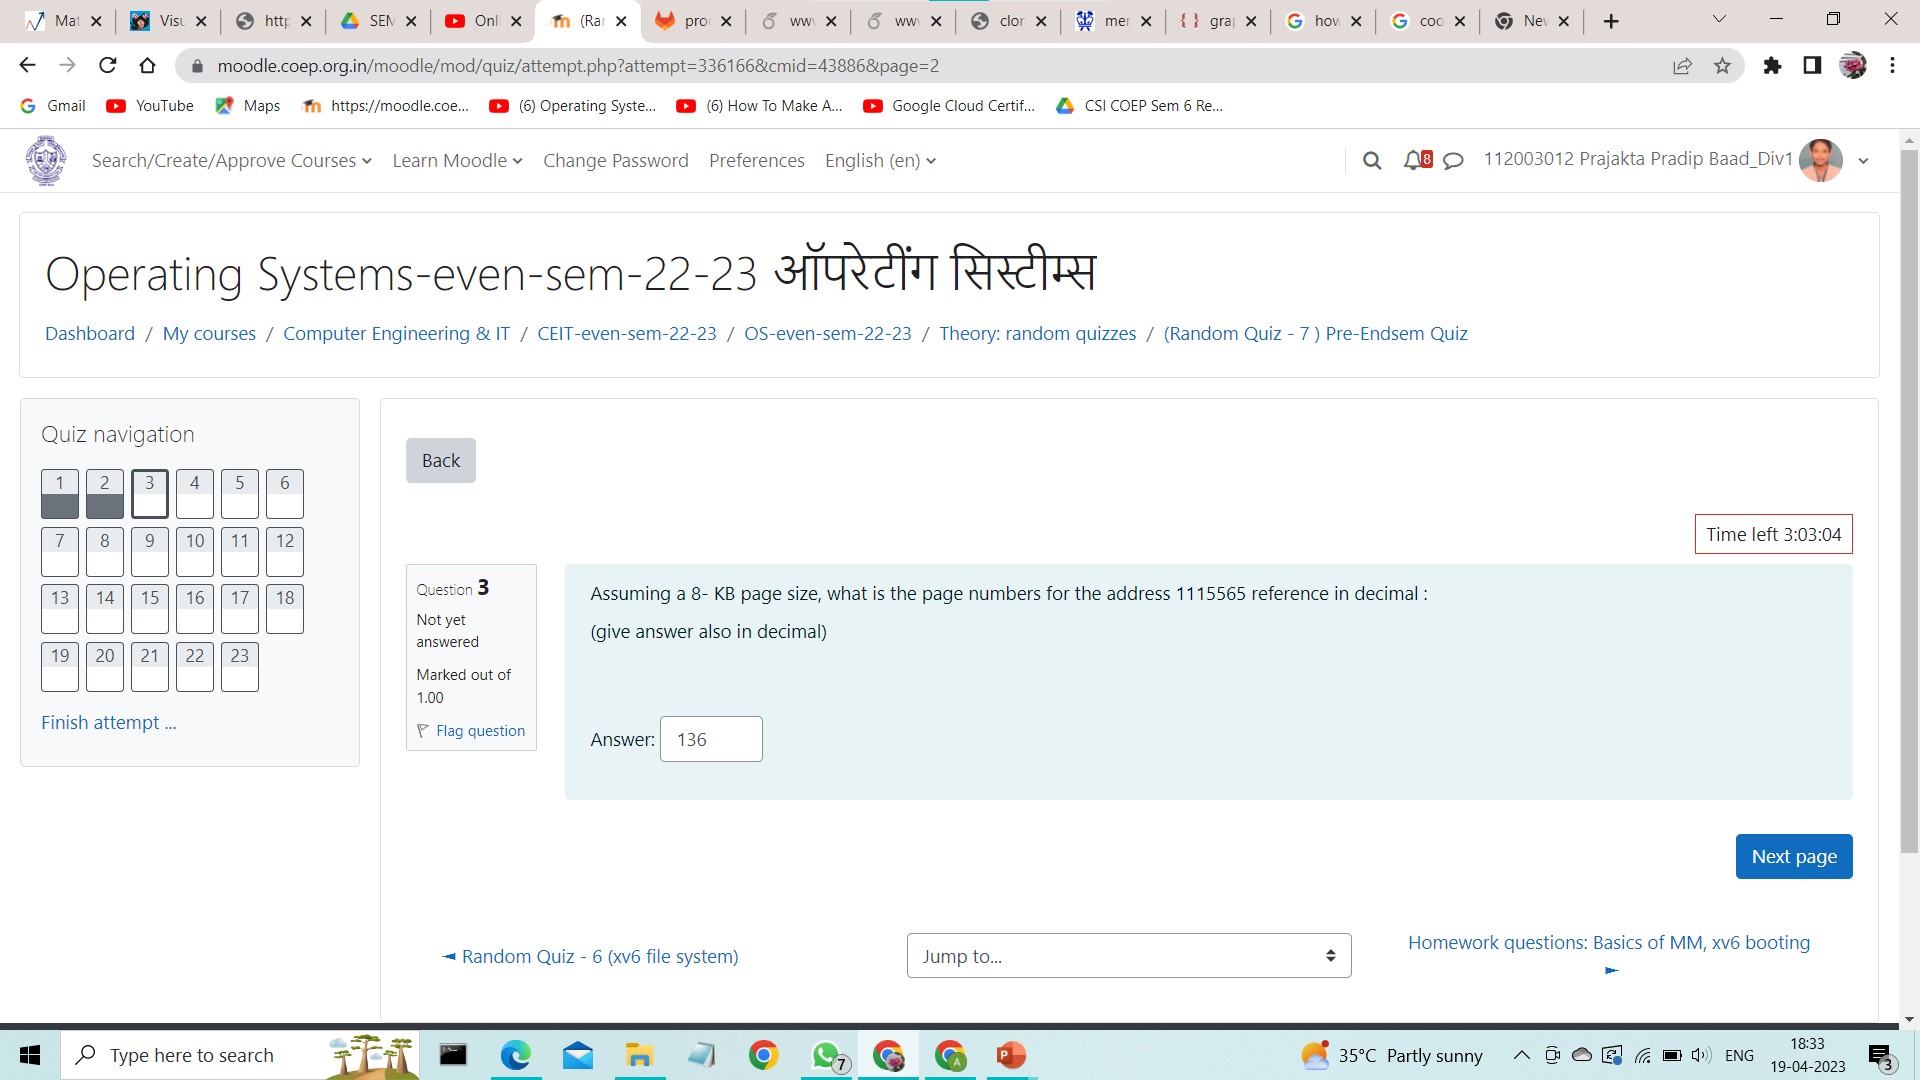 Mat
Visu
http
SEM
Onli
(Ran
pro
ww
ww
clon
mer
gra
how
coo
New
moodle.coep.org.in/moodle/mod/quiz/attempt.php?attempt=336166&cmid=43886&page=2
Gmail
YouTube
Maps
https://moodle.coe...
(6) Operating Syste...
(6) How To Make A...
Google Cloud Certif...
CSI COEP Sem 6 Re...
Search/Create/Approve Courses
Learn Moodle
Change Password
Preferences
English (en)
8
112003012 Prajakta Pradip Baad_Div1
Operating Systems-even-sem-22-23 ऑपरेटींग सिस्टीम्स
Dashboard / My courses / Computer Engineering & IT / CEIT-even-sem-22-23 / OS-even-sem-22-23 / Theory: random quizzes / (Random Quiz - 7 ) Pre-Endsem Quiz
Quiz navigation
1 2 3 4 5 6
7 8 9 10 11 12
13 14 15 16 17 18
19 20 21 22 23
Finish attempt ...
Back
Time left 3:03:04
Question 3
Not yet
answered
Marked out of
1.00
Flag question
Assuming a 8- KB page size, what is the page numbers for the address 1115565 reference in decimal :
(give answer also in decimal)
Answer: 136
Next page
◄ Random Quiz - 6 (xv6 file system)
Jump to...
Homework questions: Basics of MM, xv6 booting
►
Type here to search
7
35°C Partly sunny
ENG
18:33
19-04-2023
3